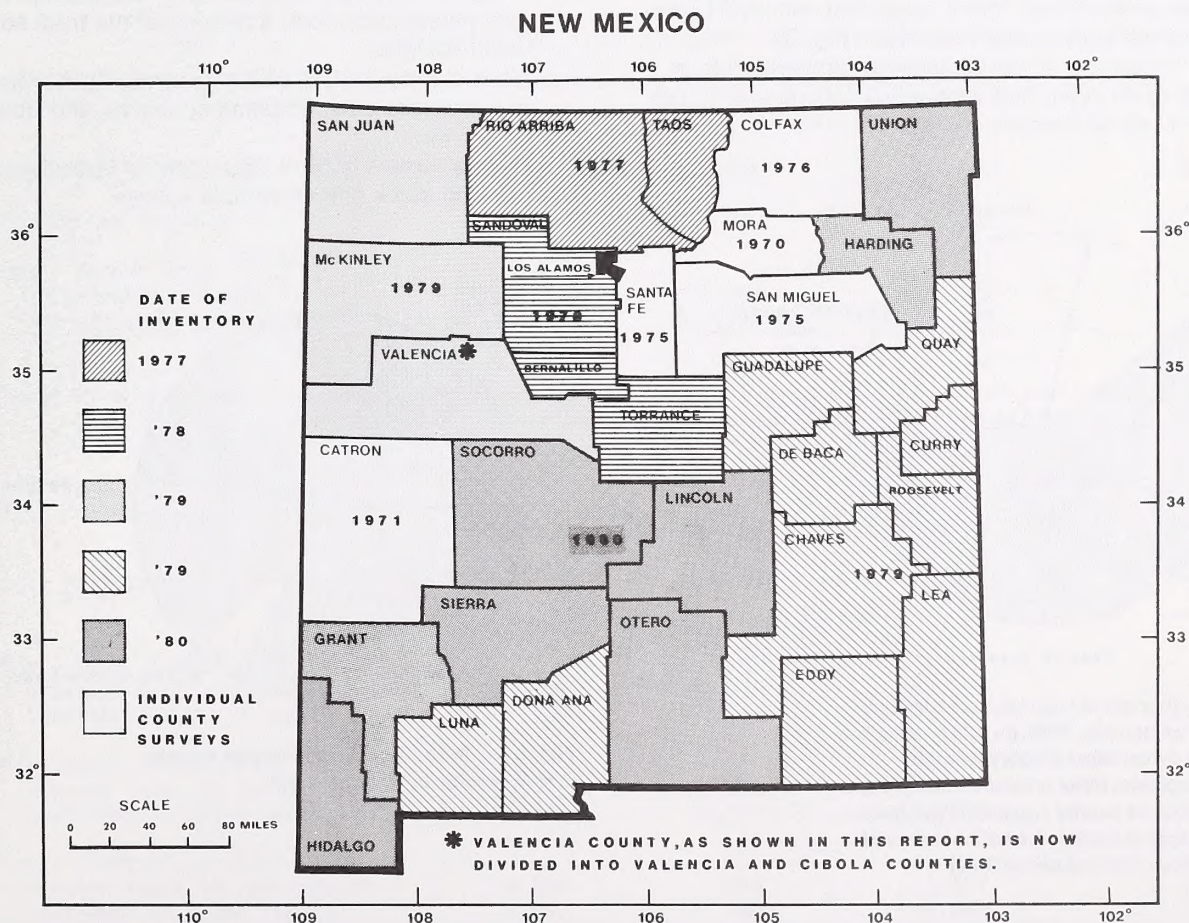 NEW MEXICO
110° 109 108 107 106 105 104 103 102°
SAN JUAN
RIO ARRIBA
TAOS
COLFAX
UNION
1977
1976
36°
36°
SANDOVAL
MORA
1970
HARDING
McKINLEY
LOS ALAMOS
1979
SANTA
FE
SAN MIGUEL
1975
1975
DATE OF
INVENTORY
1977
'78
'79
'79
'80
INDIVIDUAL
COUNTY
SURVEYS
QUAY
35
35
VALENCIA*
BERNALILLO
GUADALUPE
TORRANCE
CURRY
CATRON
SOCORRO
DE BACA
LINCOLN
ROOSEVELT
34
34
1971
CHAVES
1979
LEA
SIERRA
OTERO
33
33
GRANT
EDDY
DONA ANA
LUNA
32°
32°
SCALE
0 20 40 60 80 MILES
HIDALGO
* VALENCIA COUNTY, AS SHOWN IN THIS REPORT, IS NOW
DIVIDED INTO VALENCIA AND CIBOLA COUNTIES.
110° 109 108 107 106 105 104 103 102°